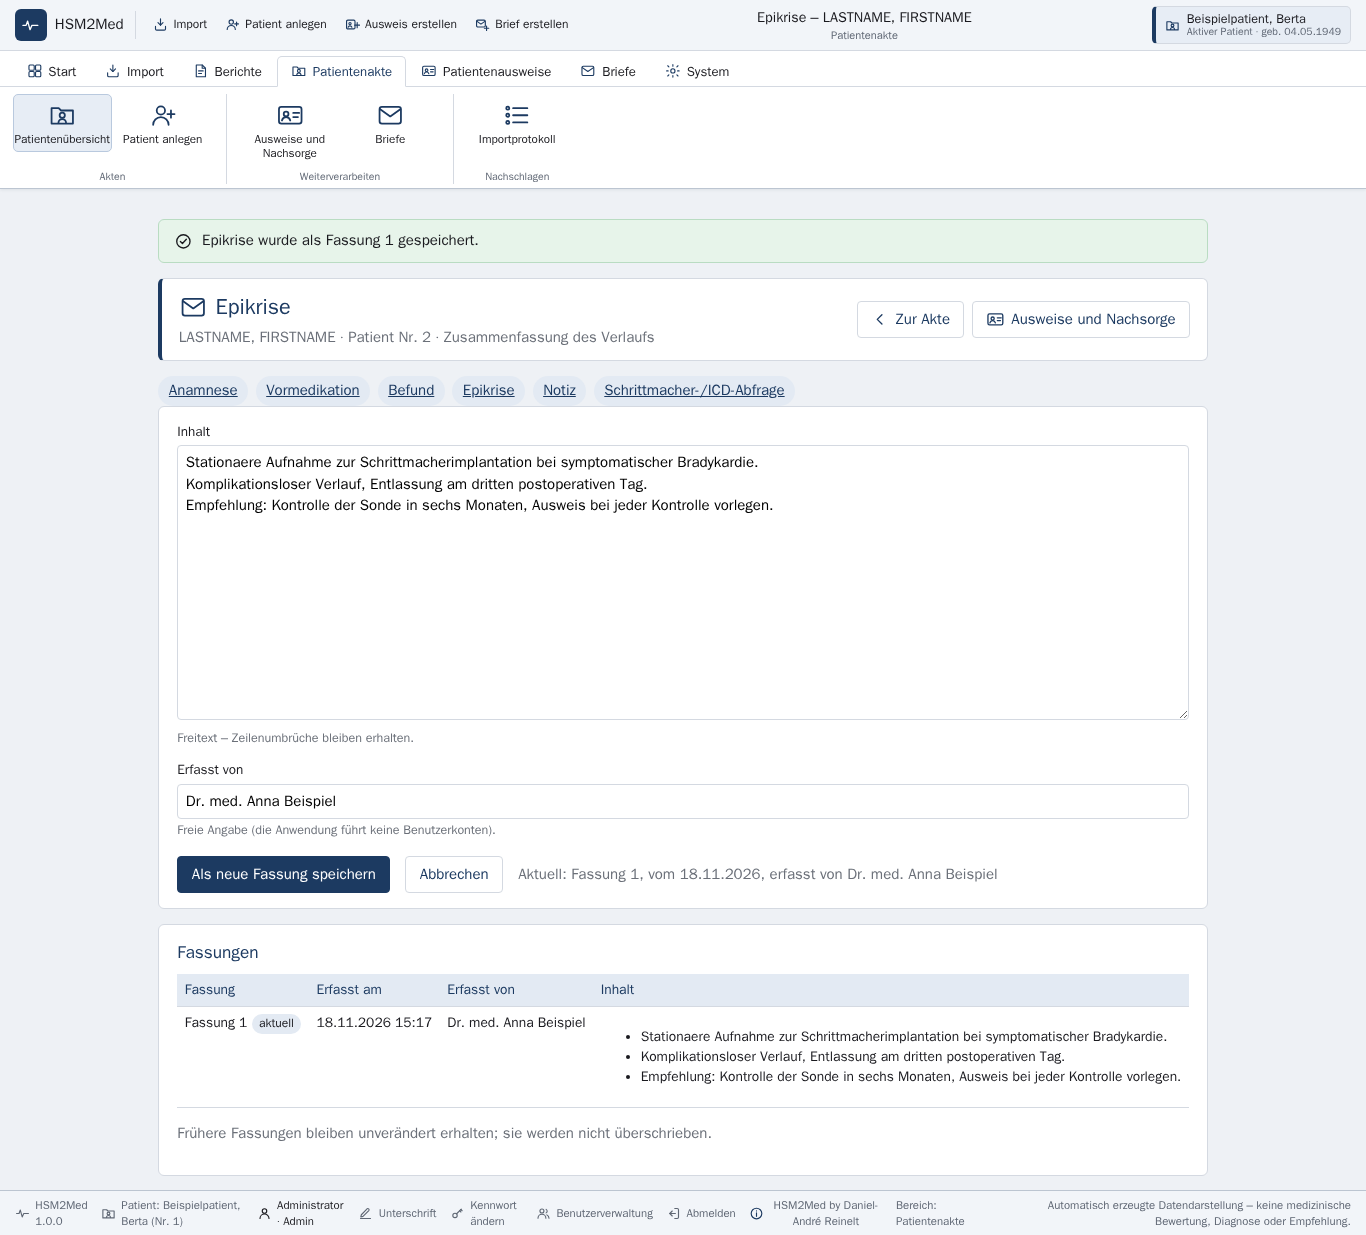 HSM2Med
Import
Patient anlegen
Ausweis erstellen
Brief erstellen
Epikrise – LASTNAME, FIRSTNAME
Patientenakte
Beispielpatient, Berta
Aktiver Patient · geb. 04.05.1949
Start
Import
Berichte
Patientenakte
Patientenausweise
Briefe
System
Patientenübersicht
Patient anlegen
Akten
Ausweise und
Nachsorge
Briefe
Weiterverarbeiten
Importprotokoll
Nachschlagen
Epikrise wurde als Fassung 1 gespeichert.
Epikrise
LASTNAME, FIRSTNAME · Patient Nr. 2 · Zusammenfassung des Verlaufs
Zur Akte
Ausweise und Nachsorge
Anamnese
Vormedikation
Befund
Epikrise
Notiz
Schrittmacher-/ICD-Abfrage
Inhalt
Stationaere Aufnahme zur Schrittmacherimplantation bei symptomatischer Bradykardie.
Komplikationsloser Verlauf, Entlassung am dritten postoperativen Tag.
Empfehlung: Kontrolle der Sonde in sechs Monaten, Ausweis bei jeder Kontrolle vorlegen.
Freitext – Zeilenumbrüche bleiben erhalten.
Erfasst von
Dr. med. Anna Beispiel
Freie Angabe (die Anwendung führt keine Benutzerkonten).
Als neue Fassung speichern
Abbrechen
Aktuell: Fassung 1, vom 18.11.2026, erfasst von Dr. med. Anna Beispiel
Fassungen
Fassung
Erfasst am
Erfasst von
Inhalt
Fassung 1 aktuell
18.11.2026 15:17
Dr. med. Anna Beispiel
• Stationaere Aufnahme zur Schrittmacherimplantation bei symptomatischer Bradykardie.
• Komplikationsloser Verlauf, Entlassung am dritten postoperativen Tag.
• Empfehlung: Kontrolle der Sonde in sechs Monaten, Ausweis bei jeder Kontrolle vorlegen.
Frühere Fassungen bleiben unverändert erhalten; sie werden nicht überschrieben.
HSM2Med
1.0.0
Patient: Beispielpatient,
Berta (Nr. 1)
Administrator
· Admin
Unterschrift
Kennwort
ändern
Benutzerverwaltung
Abmelden
HSM2Med by Daniel-
André Reinelt
Bereich:
Patientenakte
Automatisch erzeugte Datendarstellung – keine medizinische
Bewertung, Diagnose oder Empfehlung.